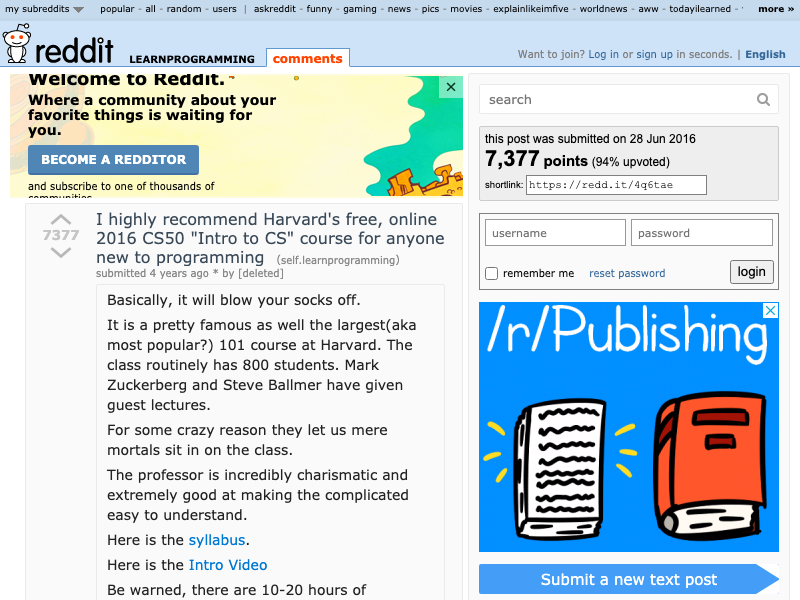 my subreddits popular - all - random - users | askreddit - funny - gaming - news - pics - movies - explainlikeimfive - worldnews - aww - todayilearned - more »
reddit LEARNPROGRAMMING comments
Want to join? Log in or sign up in seconds. | English
Welcome to Reddit.
Where a community about your
favorite things is waiting for
you.
BECOME A REDDITOR
and subscribe to one of thousands of
communities.
7377
I highly recommend Harvard's free, online
2016 CS50 "Intro to CS" course for anyone
new to programming (self.learnprogramming)
submitted 4 years ago * by [deleted]
Basically, it will blow your socks off.
It is a pretty famous as well the largest(aka
most popular?) 101 course at Harvard. The
class routinely has 800 students. Mark
Zuckerberg and Steve Ballmer have given
guest lectures.
For some crazy reason they let us mere
mortals sit in on the class.
The professor is incredibly charismatic and
extremely good at making the complicated
easy to understand.
Here is the syllabus.
Here is the Intro Video
Be warned, there are 10-20 hours of
search
this post was submitted on 28 Jun 2016
7,377 points (94% upvoted)
shortlink: https://redd.it/4q6tae
username password
remember me reset password login
/r/Publishing
Submit a new text post